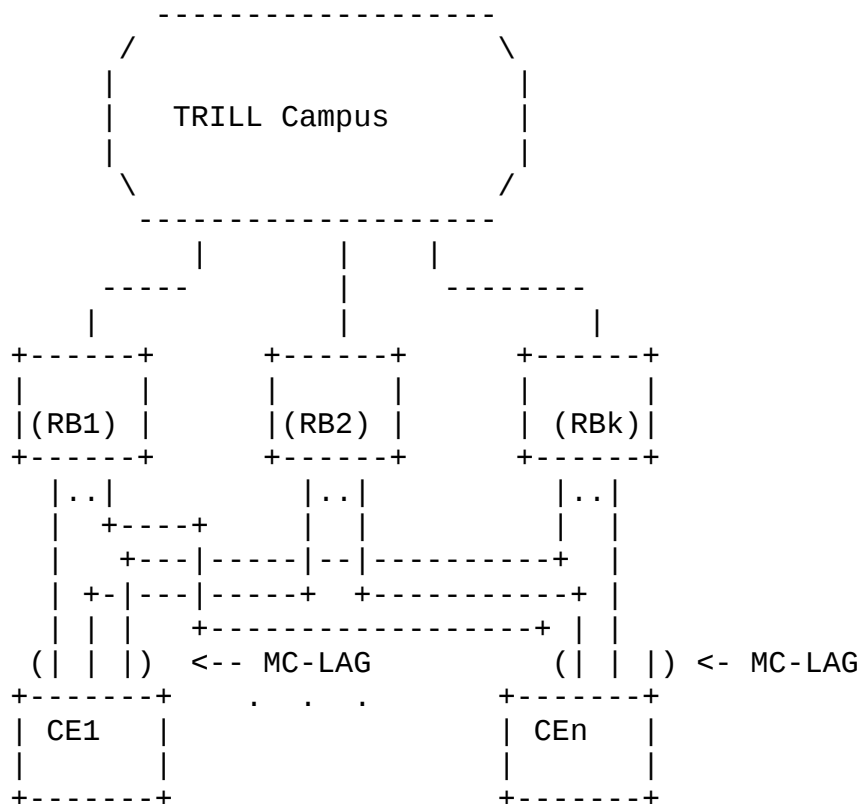 TRILL Campus
(RB1) (RB2) (RBk)
<-- MC-LAG <- MC-LAG
CE1 . . . CEn